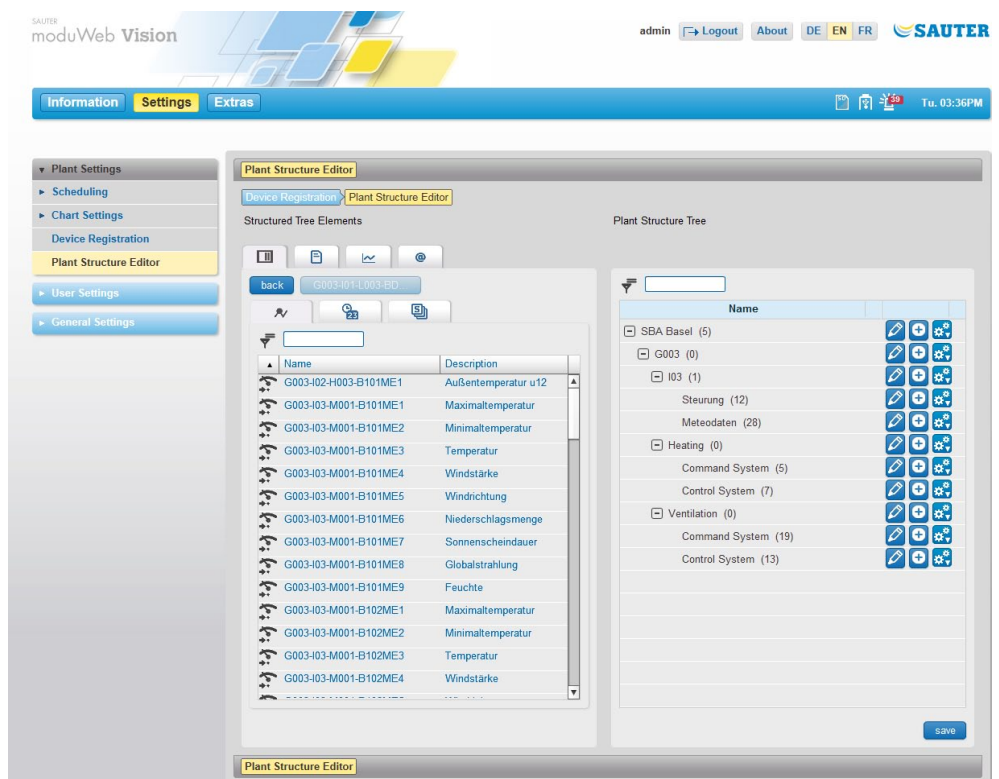 SAUTER
moduWeb Vision
admin Logout About DE EN FR SAUTER
Information Settings Extras 39 Tu. 03:36PM
Plant Settings
Scheduling
Chart Settings
Device Registration
Plant Structure Editor
User Settings
General Settings
Plant Structure Editor
Device Registration Plant Structure Editor
Structured Tree Elements
back G003-I01-L003-BD...
23 S
Name Description
G003-I02-H003-B101ME1 Außentemperatur u12
G003-I03-M001-B101ME1 Maximaltemperatur
G003-I03-M001-B101ME2 Minimaltemperatur
G003-I03-M001-B101ME3 Temperatur
G003-I03-M001-B101ME4 Windstärke
G003-I03-M001-B101ME5 Windrichtung
G003-I03-M001-B101ME6 Niederschlagsmenge
G003-I03-M001-B101ME7 Sonnenscheindauer
G003-I03-M001-B101ME8 Globalstrahlung
G003-I03-M001-B101ME9 Feuchte
G003-I03-M001-B102ME1 Maximaltemperatur
G003-I03-M001-B102ME2 Minimaltemperatur
G003-I03-M001-B102ME3 Temperatur
G003-I03-M001-B102ME4 Windstärke
Plant Structure Tree
Name
SBA Basel (5)
G003 (0)
I03 (1)
Steurung (12)
Meteodaten (28)
Heating (0)
Command System (5)
Control System (7)
Ventilation (0)
Command System (19)
Control System (13)
save
Plant Structure Editor